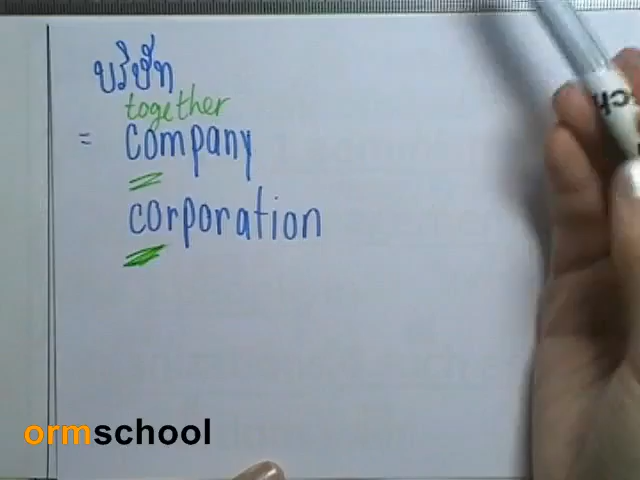 บริษัท
together
= company
corporation
ormschool